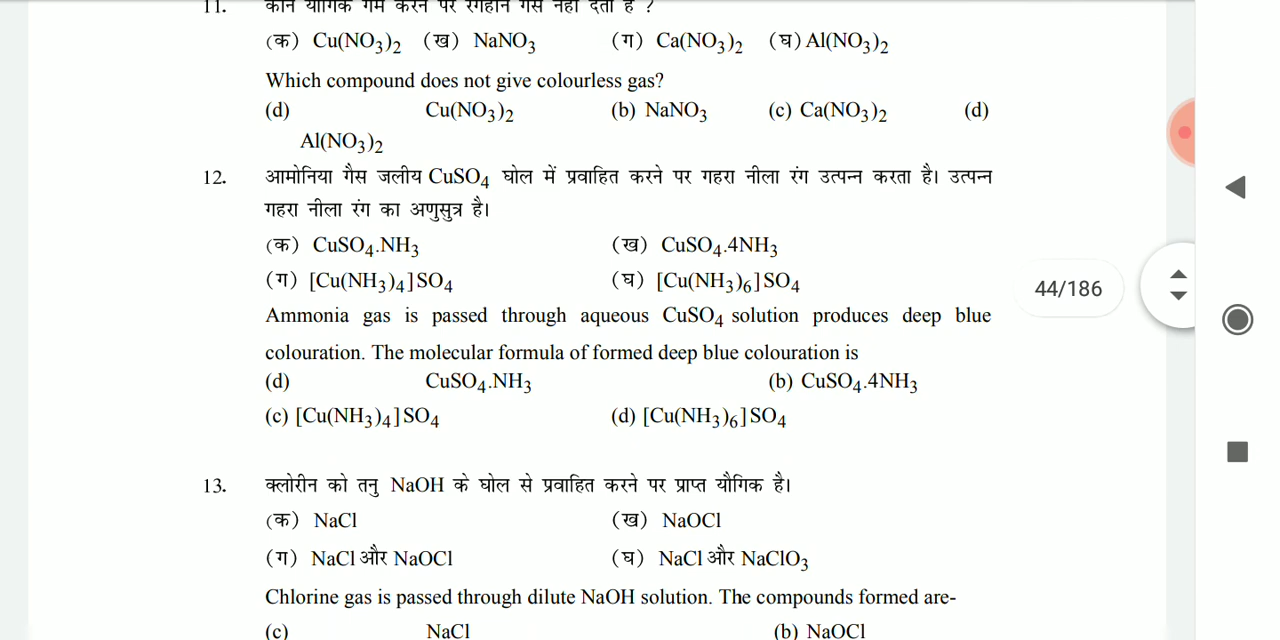 11. कौन यौगिक गर्म करने पर रंगहीन गैस नहीं देता है ?
(क) Cu(NO3)2 (ख) NaNO3 (ग) Ca(NO3)2 (घ) Al(NO3)2
Which compound does not give colourless gas?
(d) Cu(NO3)2 (b) NaNO3 (c) Ca(NO3)2 (d)
Al(NO3)2
12. आमोनिया गैस जलीय CuSO4 घोल में प्रवाहित करने पर गहरा नीला रंग उत्पन्न करता है। उत्पन्न
गहरा नीला रंग का अणुसुत्र है।
(क) CuSO4.NH3 (ख) CuSO4.4NH3
(ग) [Cu(NH3)4]SO4 (घ) [Cu(NH3)6]SO4
44/186
Ammonia gas is passed through aqueous CuSO4 solution produces deep blue
colouration. The molecular formula of formed deep blue colouration is
(d) CuSO4.NH3 (b) CuSO4.4NH3
(c) [Cu(NH3)4]SO4 (d) [Cu(NH3)6]SO4
13. क्लोरीन को तनु NaOH के घोल से प्रवाहित करने पर प्राप्त यौगिक है।
(क) NaCl (ख) NaOCl
(ग) NaCl और NaOCl (घ) NaCl और NaClO3
Chlorine gas is passed through dilute NaOH solution. The compounds formed are-
(c) NaCl (b) NaOCl